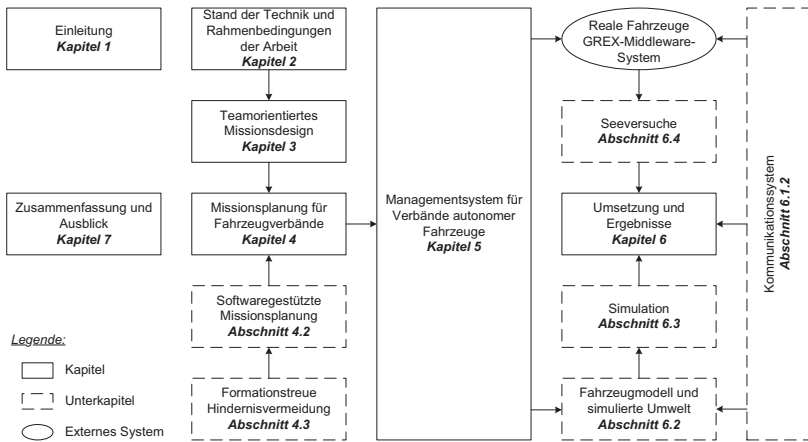 Einleitung
Kapitel 1
Stand der Technik und
Rahmenbedingungen
der Arbeit
Kapitel 2
Teamorientiertes
Missionsdesign
Kapitel 3
Zusammenfassung und
Ausblick
Kapitel 7
Missionsplanung für
Fahrzeugverbände
Kapitel 4
Softwaregestützte
Missionsplanung
Abschnitt 4.2
Formationstreue
Hindernisvermeidung
Abschnitt 4.3
Managementsystem für
Verbände autonomer
Fahrzeuge
Kapitel 5
Reale Fahrzeuge
GREX-Middleware-
System
Seeversuche
Abschnitt 6.4
Umsetzung und
Ergebnisse
Kapitel 6
Simulation
Abschnitt 6.3
Fahrzeugmodell und
simulierte Umwelt
Abschnitt 6.2
Kommunikationssystem
Abschnitt 6.1.2
Legende:
Kapitel
Unterkapitel
Externes System